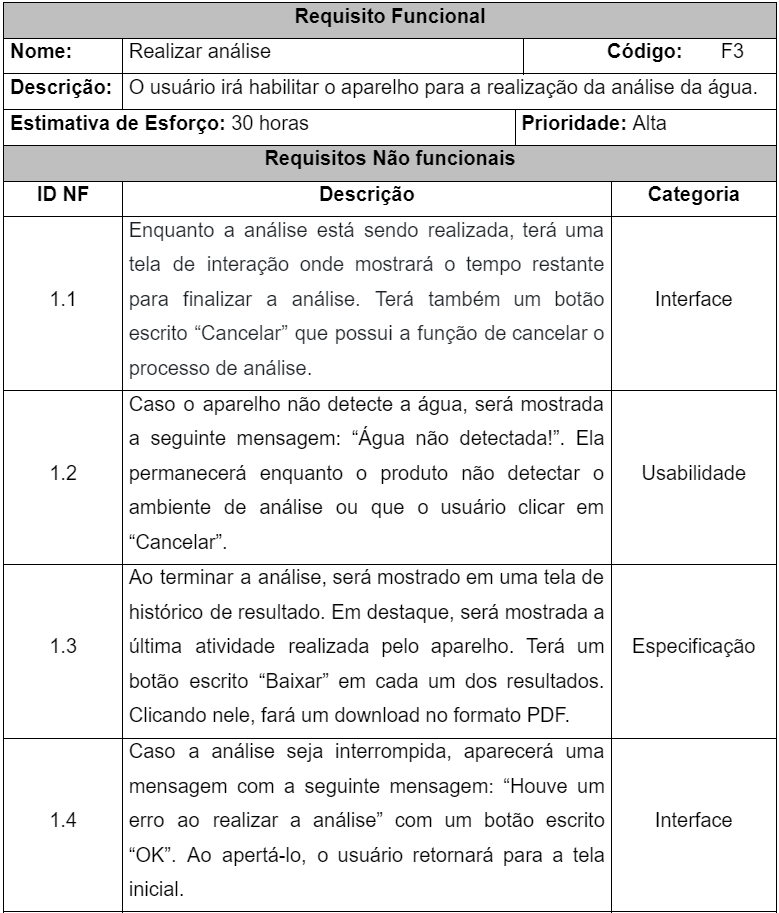 Requisito Funcional
Nome: Realizar análise Código: F3
Descrição: O usuário irá habilitar o aparelho para a realização da análise da água.
Estimativa de Esforço: 30 horas Prioridade: Alta
Requisitos Não funcionais
ID NF Descrição Categoria
Enquanto a análise está sendo realizada, terá uma
tela de interação onde mostrará o tempo restante
1.1 para finalizar a análise. Terá também um botão Interface
escrito “Cancelar” que possui a função de cancelar o
processo de análise.
Caso o aparelho não detecte a água, será mostrada
a seguinte mensagem: “Água não detectada!”. Ela
1.2 permanecerá enquanto o produto não detectar o Usabilidade
ambiente de análise ou que o usuário clicar em
“Cancelar”.
Ao terminar a análise, será mostrado em uma tela de
histórico de resultado. Em destaque, será mostrada a
1.3 última atividade realizada pelo aparelho. Terá um Especificação
botão escrito “Baixar” em cada um dos resultados.
Clicando nele, fará um download no formato PDF.
Caso a análise seja interrompida, aparecerá uma
mensagem com a seguinte mensagem: “Houve um
1.4 erro ao realizar a análise” com um botão escrito Interface
“OK”. Ao apertá-lo, o usuário retornará para a tela
inicial.